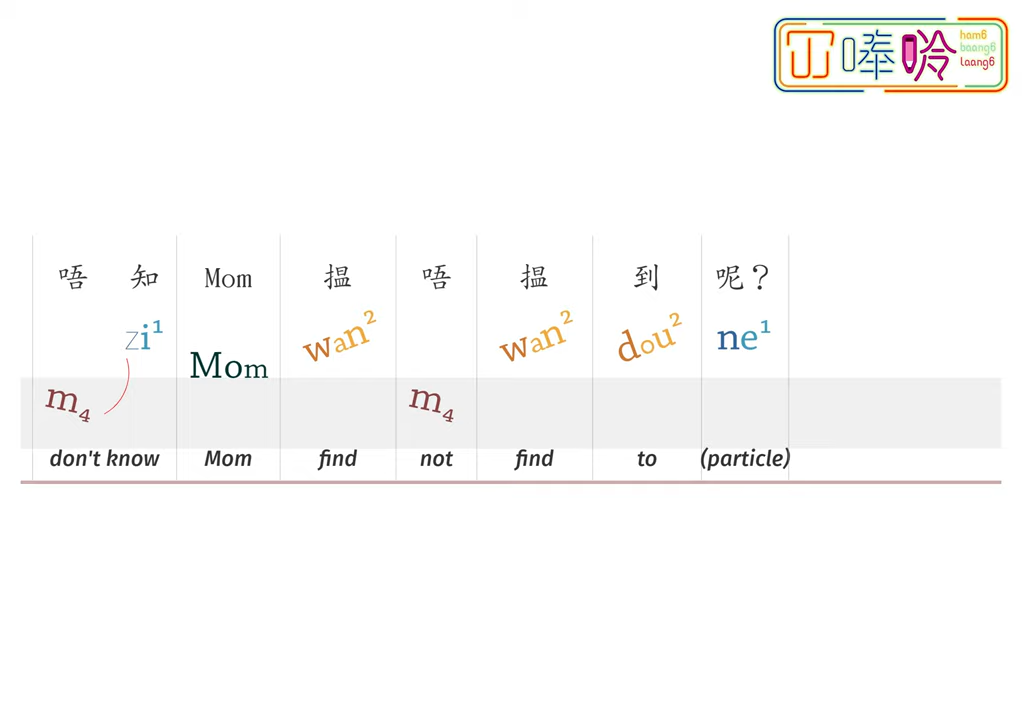 冚唪唥
ham6
baang6
laang6
唔 知 Mom 揾 唔 揾 到 呢？
zi¹ Mom wan² wan² dou² ne¹
m₄ m₄
don't know Mom find not find to (particle)